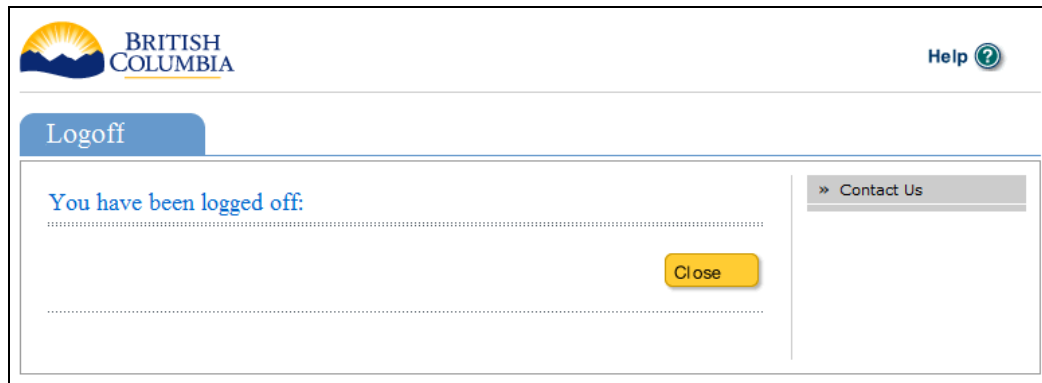 BRITISH
COLUMBIA
Help ?
Logoff
You have been logged off:
» Contact Us
Close